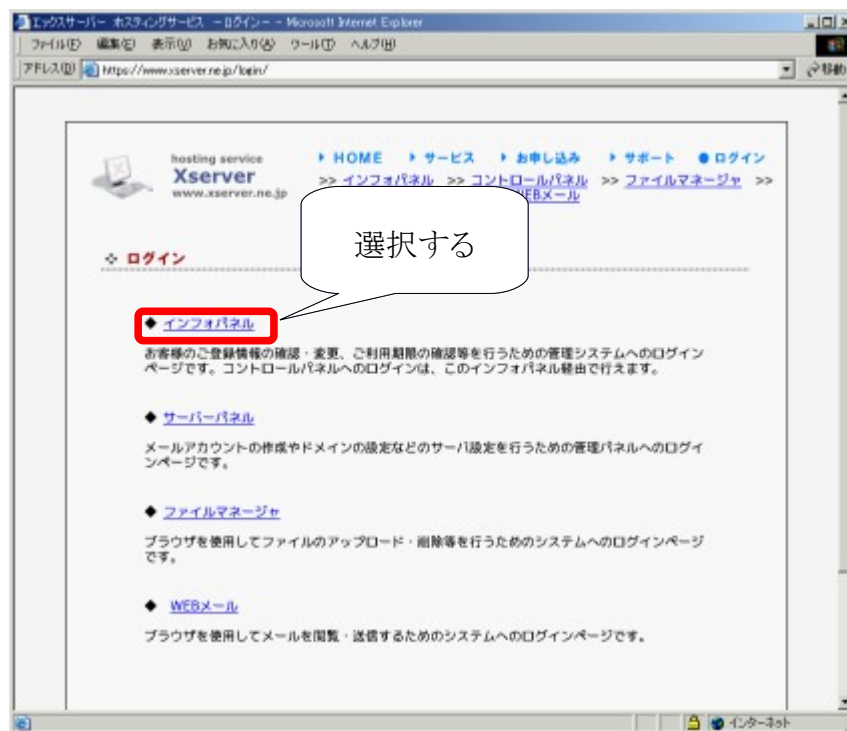 エックスサーバー ホスティングサービス －ログイン－ - Microsoft Internet Explorer
ファイル(F) 編集(E) 表示(V) お気に入り(A) ツール(T) ヘルプ(H)
アドレス(D) https://www.xserver.ne.jp/login/ 移動
hosting service
Xserver
www.xserver.ne.jp
HOME サービス お申し込み サポート ログイン
>> インフォパネル >> コントロールパネル >> ファイルマネージャ >>
WEBメール
選択する
ログイン
◆ インフォパネル
お客様のご登録情報の確認・変更、ご利用期限の確認等を行うための管理システムへのログイン
ページです。コントロールパネルへのログインは、このインフォパネル経由で行えます。
◆ サーバーパネル
メールアカウントの作成やドメインの設定などのサーバ設定を行うための管理パネルへのログイ
ンページです。
◆ ファイルマネージャ
ブラウザを使用してファイルのアップロード・削除等を行うためのシステムへのログインページ
です。
◆ WEBメール
ブラウザを使用してメールを閲覧・送信するためのシステムへのログインページです。
インターネット